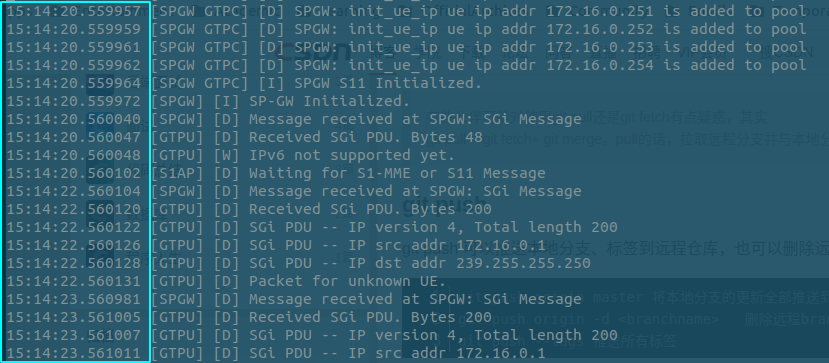 15:14:20.559957 [SPGW GTPC] [D] SPGW: init_ue_ip ue ip addr 172.16.0.251 is added to pool
15:14:20.559959 [SPGW GTPC] [D] SPGW: init_ue_ip ue ip addr 172.16.0.252 is added to pool
15:14:20.559961 [SPGW GTPC] [D] SPGW: init_ue_ip ue ip addr 172.16.0.253 is added to pool
15:14:20.559962 [SPGW GTPC] [D] SPGW: init_ue_ip ue ip addr 172.16.0.254 is added to pool
15:14:20.559964 [SPGW GTPC] [I] SPGW S11 Initialized.
15:14:20.559972 [SPGW] [I] SP-GW Initialized.
15:14:20.560040 [SPGW] [D] Message received at SPGW: SGi Message
15:14:20.560047 [GTPU] [D] Received SGi PDU. Bytes 48
15:14:20.560048 [GTPU] [W] IPv6 not supported yet.
15:14:20.560102 [S1AP] [D] Waiting for S1-MME or S11 Message
15:14:22.560104 [SPGW] [D] Message received at SPGW: SGi Message
15:14:22.560120 [GTPU] [D] Received SGi PDU. Bytes 200
15:14:22.560122 [GTPU] [D] SGi PDU -- IP version 4, Total length 200
15:14:22.560126 [GTPU] [D] SGi PDU -- IP src addr 172.16.0.1
15:14:22.560128 [GTPU] [D] SGi PDU -- IP dst addr 239.255.255.250
15:14:22.560131 [GTPU] [D] Packet for unknown UE.
15:14:23.560981 [SPGW] [D] Message received at SPGW: SGi Message
15:14:23.561005 [GTPU] [D] Received SGi PDU. Bytes 200
15:14:23.561007 [GTPU] [D] SGi PDU -- IP version 4, Total length 200
15:14:23.561011 [GTPU] [D] SGi PDU -- IP src addr 172.16.0.1